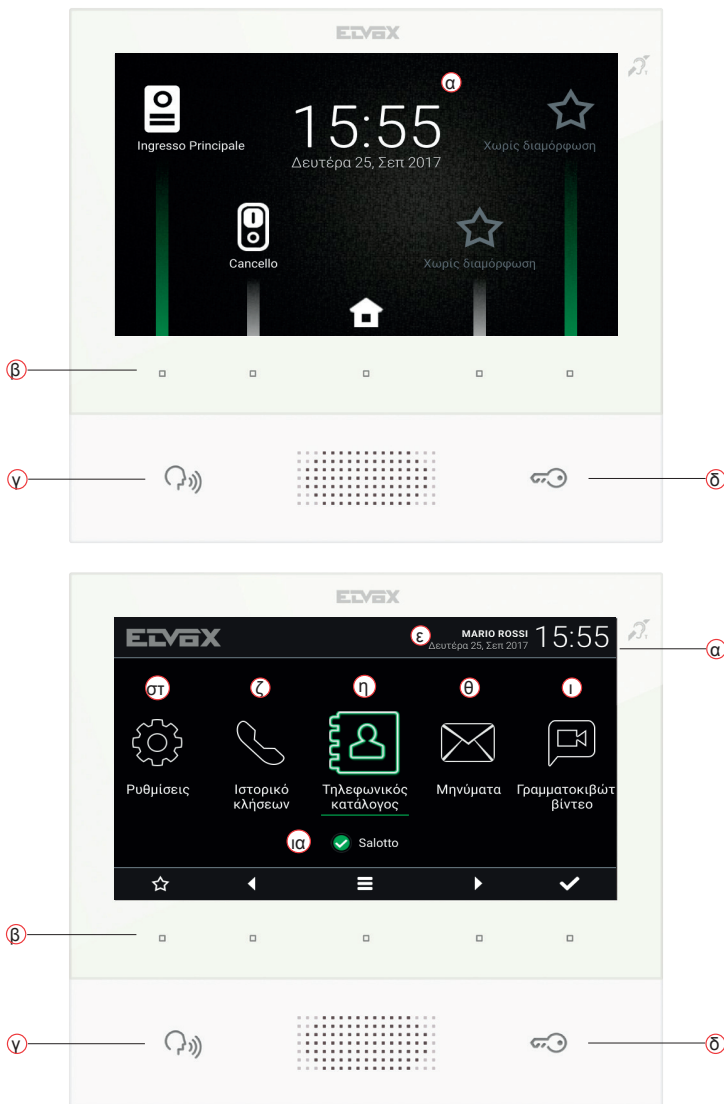 ELVOX
α
15:55
Ingresso Principale
Χωρίς διαμόρφωση
Δευτέρα 25, Σεπ 2017
Cancello
Χωρίς διαμόρφωση
β
γ
δ
T
ELVOX
ELVOX
ε
MARIO ROSSI
Δευτέρα 25, Σεπ 2017
15:55
T
α
στ
ζ
η
θ
ι
Ρυθμίσεις
Ιστορικό
κλήσεων
Τηλεφωνικός
κατάλογος
Μηνύματα
Γραμματοκιβώτ
βίντεο
ια
Salotto
β
γ
δ